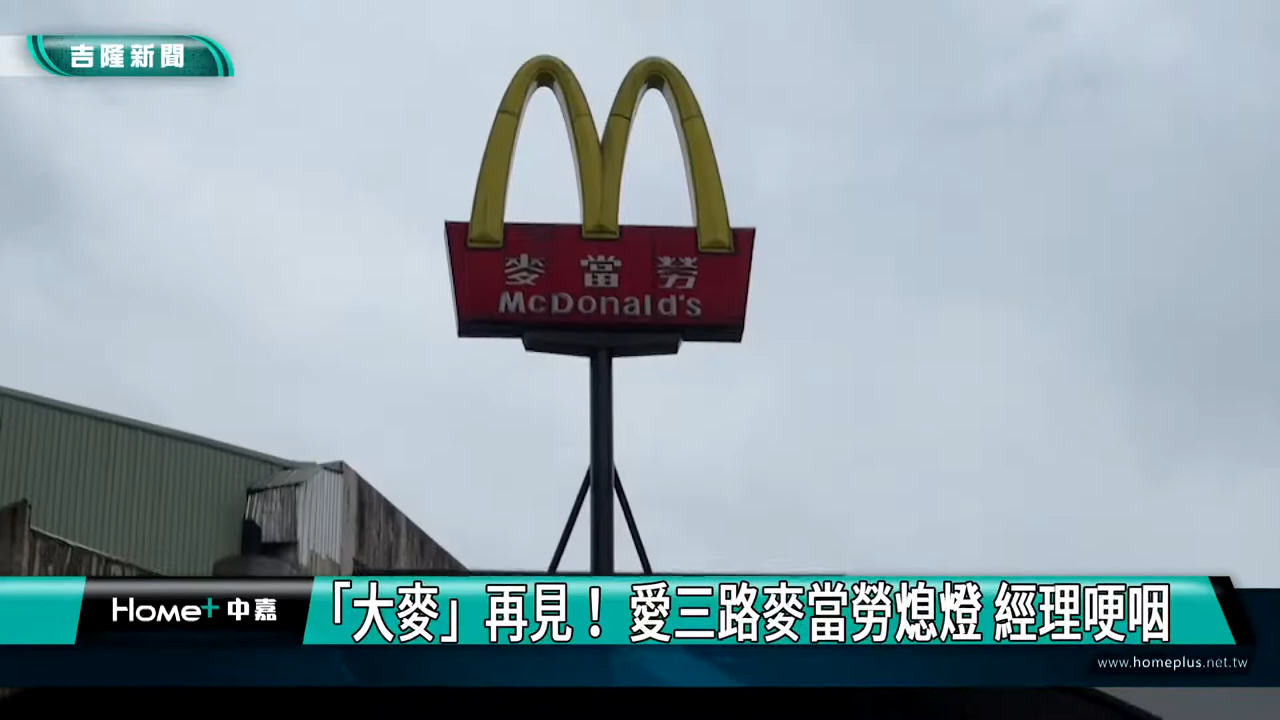 吉隆新聞
麥當勞
McDonald's
Home+ 中嘉
「大麥」再見！ 愛三路麥當勞熄燈 經理哽咽
www.homeplus.net.tw